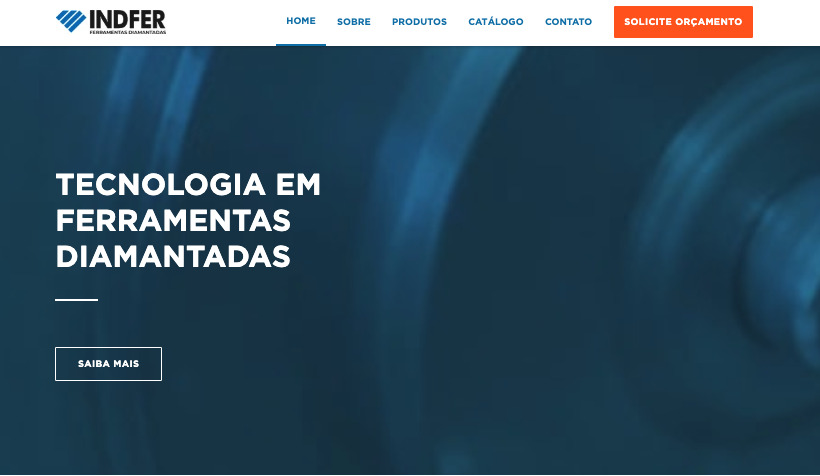 INDFER
FERRAMENTAS DIAMANTADAS
HOME
SOBRE
PRODUTOS
CATÁLOGO
CONTATO
SOLICITE ORÇAMENTO
TECNOLOGIA EM
FERRAMENTAS
DIAMANTADAS
SAIBA MAIS